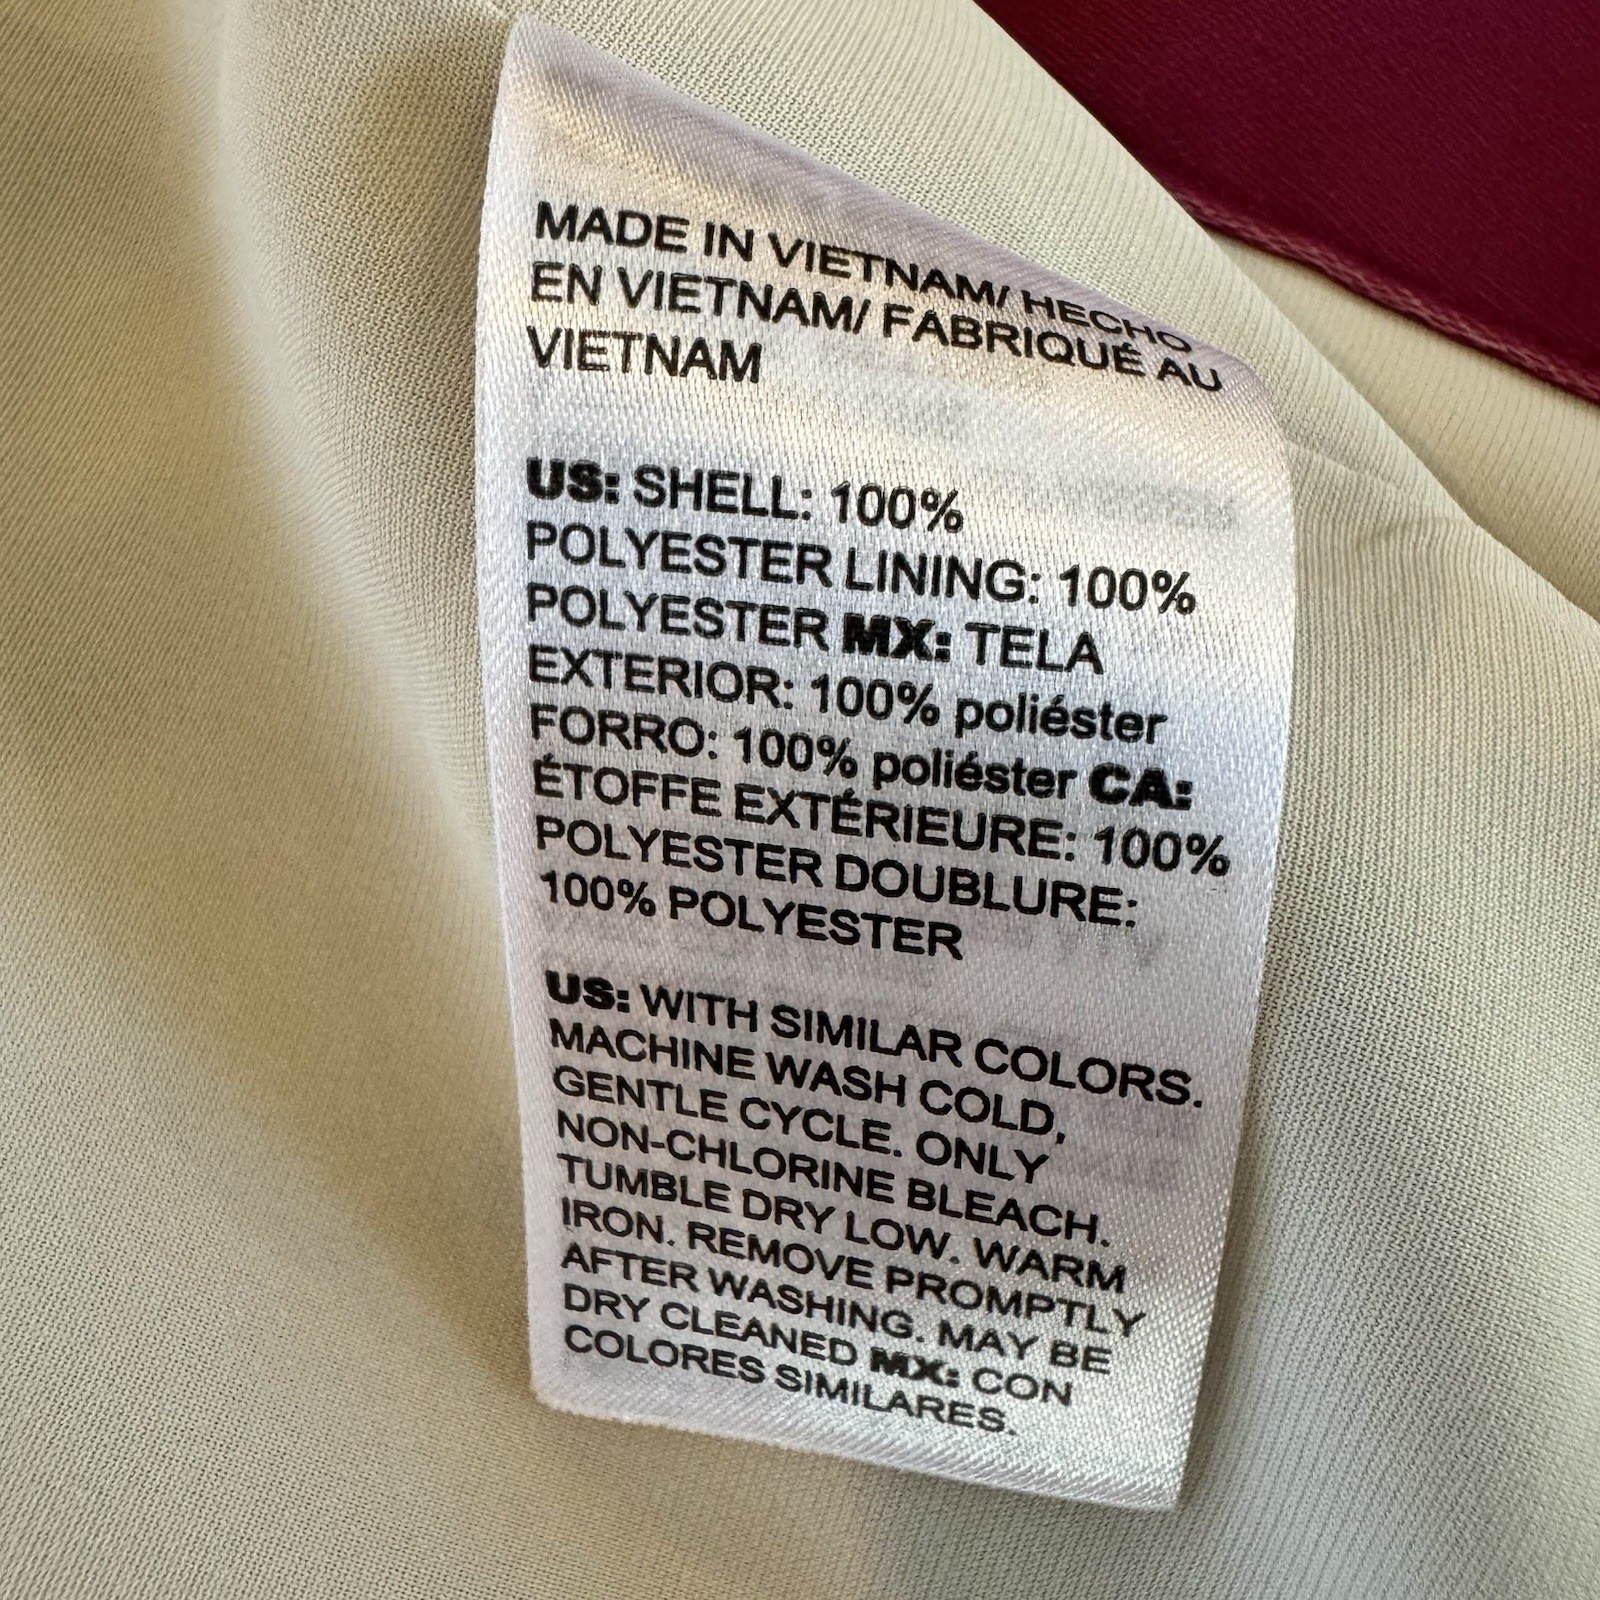 MADE IN VIETNAM/ HECHO
EN VIETNAM/ FABRIQUÉ AU
VIETNAM
US: SHELL: 100%
POLYESTER LINING: 100%
POLYESTER MX: TELA
EXTERIOR: 100% poliéster
FORRO: 100% poliéster CA:
ÉTOFFE EXTÉRIEURE: 100%
POLYESTER DOUBLURE:
100% POLYESTER
US: WITH SIMILAR COLORS.
MACHINE WASH COLD,
GENTLE CYCLE. ONLY
NON-CHLORINE BLEACH.
TUMBLE DRY LOW. WARM
IRON. REMOVE PROMPTLY
AFTER WASHING. MAY BE
DRY CLEANED MX: CON
COLORES SIMILARES.